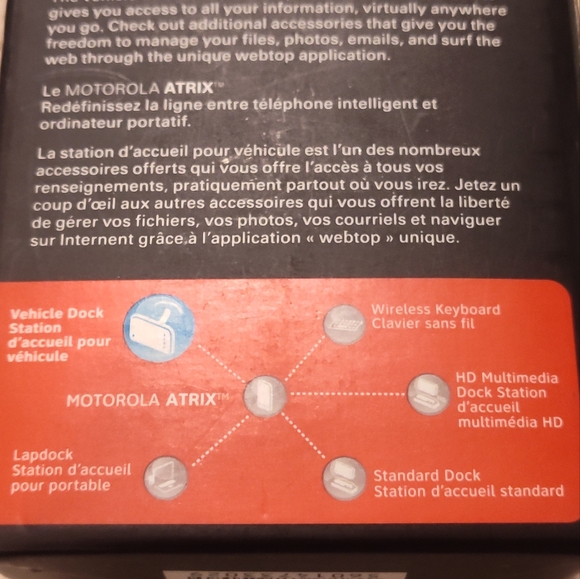 gives you access to all your information, virtually anywhere
you go. Check out additional accessories that give you the
freedom to manage your files, photos, emails, and surf the
web through the unique webtop application.
Le MOTOROLA ATRIX™
Redéfinissez la ligne entre téléphone intelligent et
ordinateur portatif.
La station d'accueil pour véhicule est l'un des nombreux
accessoires offerts qui vous offre l'accès à tous vos
renseignements, pratiquement partout où vous irez. Jetez un
coup d'œil aux autres accessoires qui vous offrent la liberté
de gérer vos fichiers, vos photos, vos courriels et naviguer
sur Internent grâce à l'application « webtop » unique.
Vehicle Dock
Station
d'accueil pour
véhicule
Wireless Keyboard
Clavier sans fil
MOTOROLA ATRIX™
HD Multimedia
Dock Station
d'accueil
multimédia HD
Lapdock
Station d'accueil
pour portable
Standard Dock
Station d'accueil standard